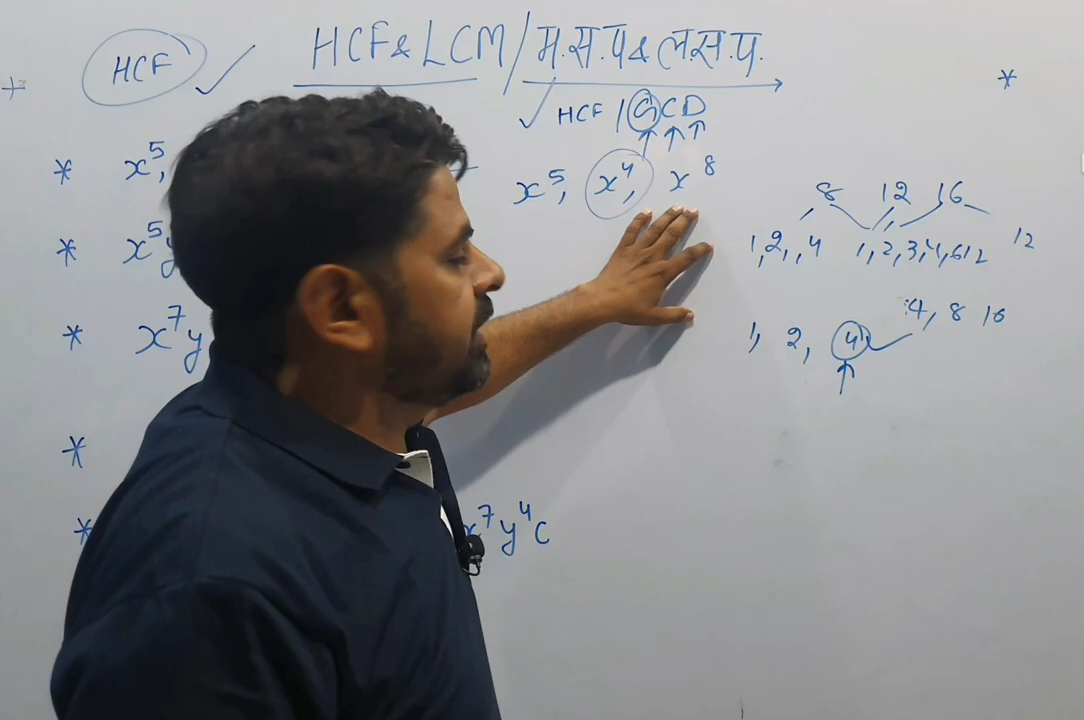 HCF ✓ HCF & LCM / म.स.प & ल.स.प.
✓ HCF / GCD
* x⁵,
x⁵, x⁴, x⁸
8 12 16
* x⁵y
1, 2, , 4 1, 2, 3, 4, 6, 12 12
* x⁷y
4, 8 16
1, 2, 4
*
* x⁷y⁴c